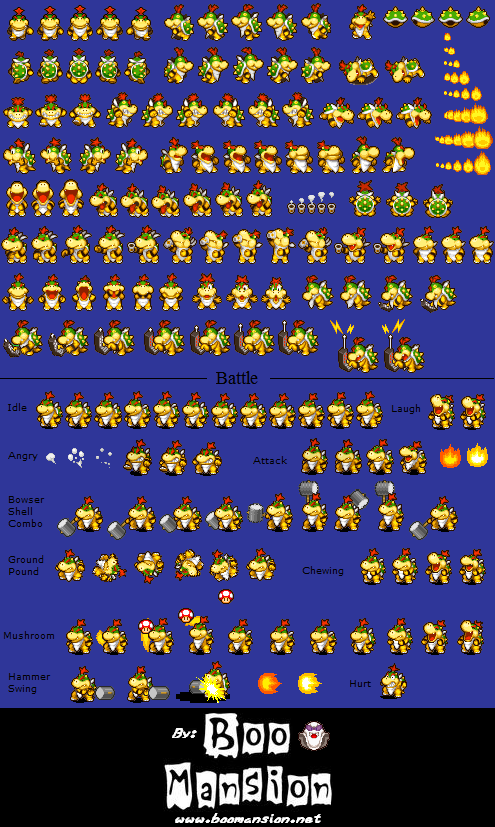 Battle
Idle
Laugh
Angry
Attack
Bowser
Shell
Combo
Ground
Pound
Chewing
Mushroom
Hammer
Swing
Hurt
By: Boo
Mansion
www.boomansion.net